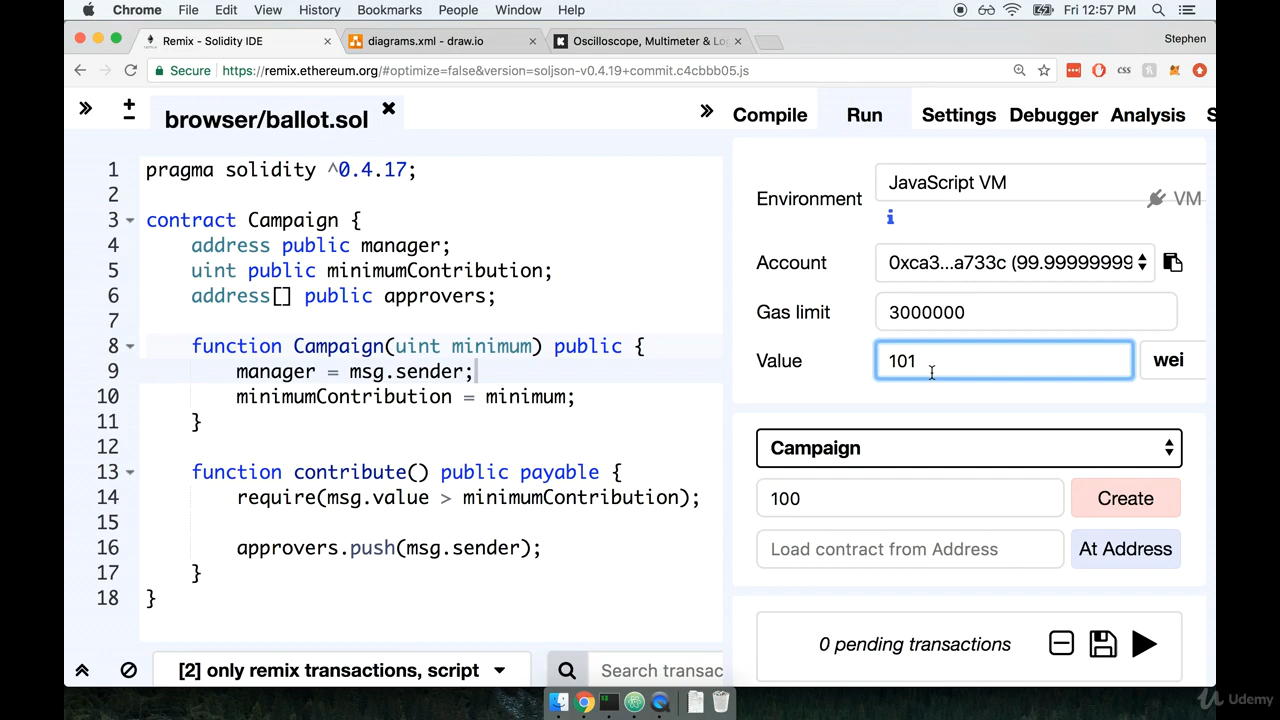 Chrome File Edit View History Bookmarks People Window Help Fri 12:57 PM
Remix - Solidity IDE × diagrams.xml - draw.io × Oscilloscope, Multimeter & Lo × Stephen
Secure https://remix.ethereum.org/#optimize=false&version=soljson-v0.4.19+commit.c4cbbb05.js
browser/ballot.sol
Compile Run Settings Debugger Analysis S
1 pragma solidity ^0.4.17;
2
3 contract Campaign {
4 address public manager;
5 uint public minimumContribution;
6 address[] public approvers;
7
8 function Campaign(uint minimum) public {
9 manager = msg.sender;
10 minimumContribution = minimum;
11 }
12
13 function contribute() public payable {
14 require(msg.value > minimumContribution);
15
16 approvers.push(msg.sender);
17 }
18 }
[2] only remix transactions, script Search transac
Environment JavaScript VM VM
Account 0xca3...a733c (99.99999999
Gas limit 3000000
Value 101 wei
Campaign
100 Create
Load contract from Address At Address
0 pending transactions
Udemy